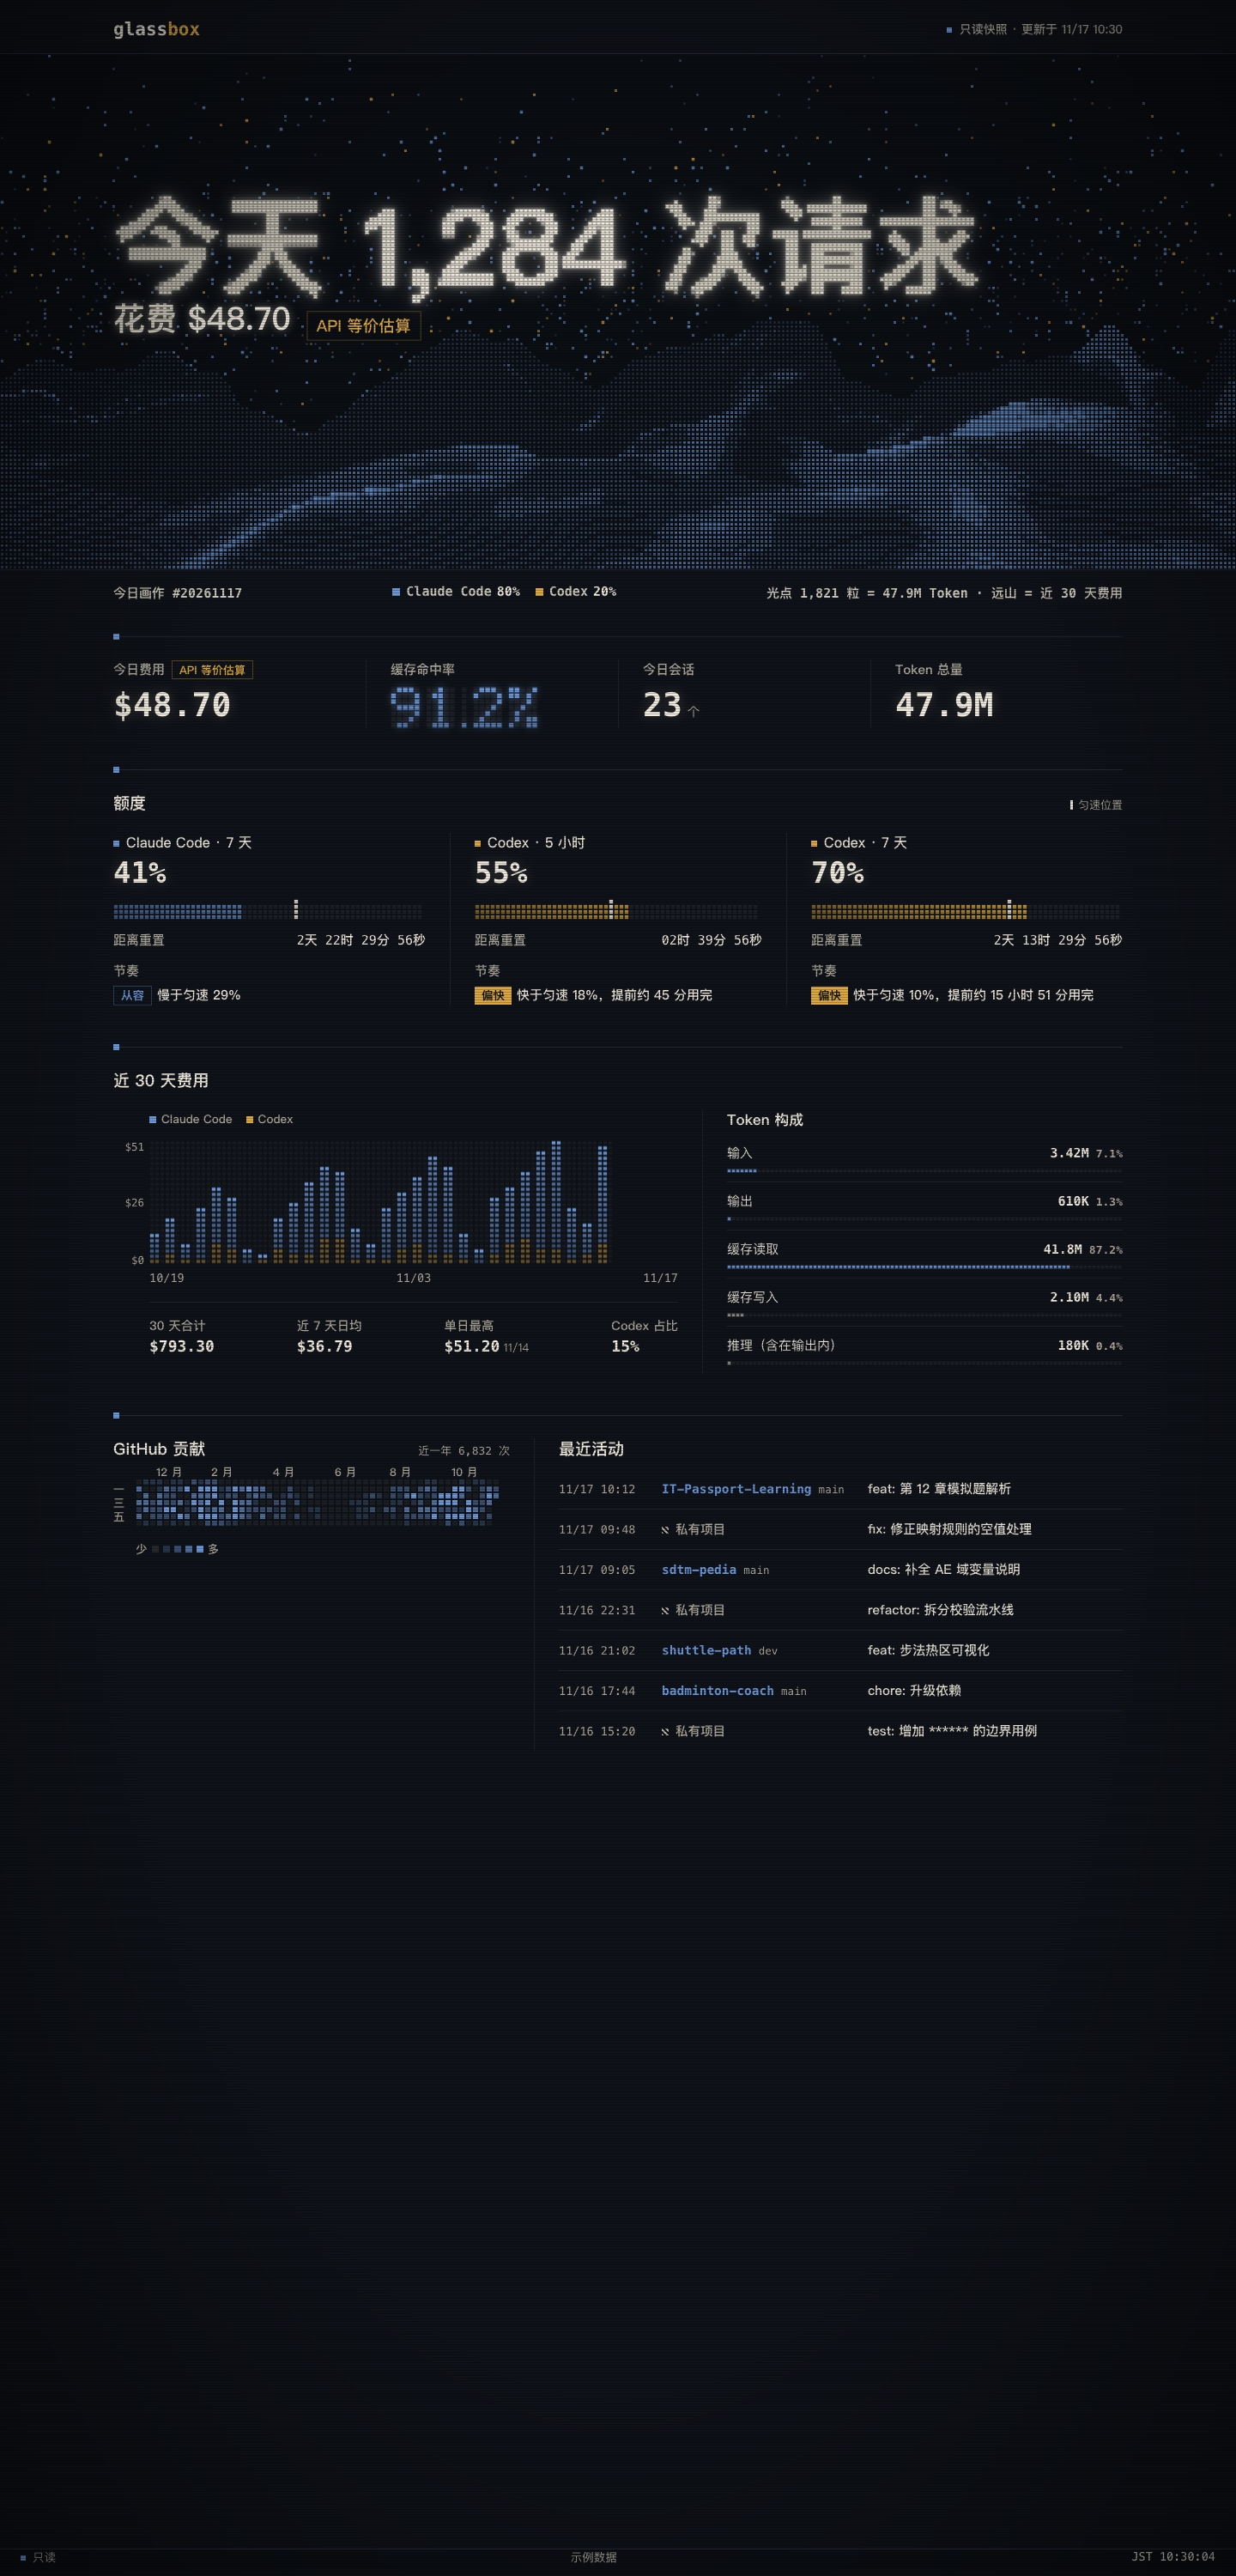 glassbox
只读快照 · 更新于 11/17 10:30
今天 1,284 次请求
花费 $48.70 API 等价估算
今日画作 #20261117
Claude Code 80% Codex 20%
光点 1,821 粒 = 47.9M Token · 远山 = 近 30 天费用
今日费用 API 等价估算
$48.70
缓存命中率
91.2%
今日会话
23 个
Token 总量
47.9M
额度
匀速位置
Claude Code · 7 天
41%
距离重置 2天 22时 29分 56秒
节奏
从容 慢于匀速 29%
Codex · 5 小时
55%
距离重置 02时 39分 56秒
节奏
偏快 快于匀速 18%，提前约 45 分用完
Codex · 7 天
70%
距离重置 2天 13时 29分 56秒
节奏
偏快 快于匀速 10%，提前约 15 小时 51 分用完
近 30 天费用
Claude Code Codex
$51
$26
$0
10/19 11/03 11/17
30 天合计
$793.30
近 7 天日均
$36.79
单日最高
$51.20 11/14
Codex 占比
15%
Token 构成
输入 3.42M 7.1%
输出 610K 1.3%
缓存读取 41.8M 87.2%
缓存写入 2.10M 4.4%
推理（含在输出内） 180K 0.4%
GitHub 贡献
近一年 6,832 次
12 月 2 月 4 月 6 月 8 月 10 月
一
三
五
少 多
最近活动
11/17 10:12 IT-Passport-Learning main feat: 第 12 章模拟题解析
11/17 09:48 私有项目 fix: 修正映射规则的空值处理
11/17 09:05 sdtm-pedia main docs: 补全 AE 域变量说明
11/16 22:31 私有项目 refactor: 拆分校验流水线
11/16 21:02 shuttle-path dev feat: 步法热区可视化
11/16 17:44 badminton-coach main chore: 升级依赖
11/16 15:20 私有项目 test: 增加 ****** 的边界用例
只读
示例数据
JST 10:30:04